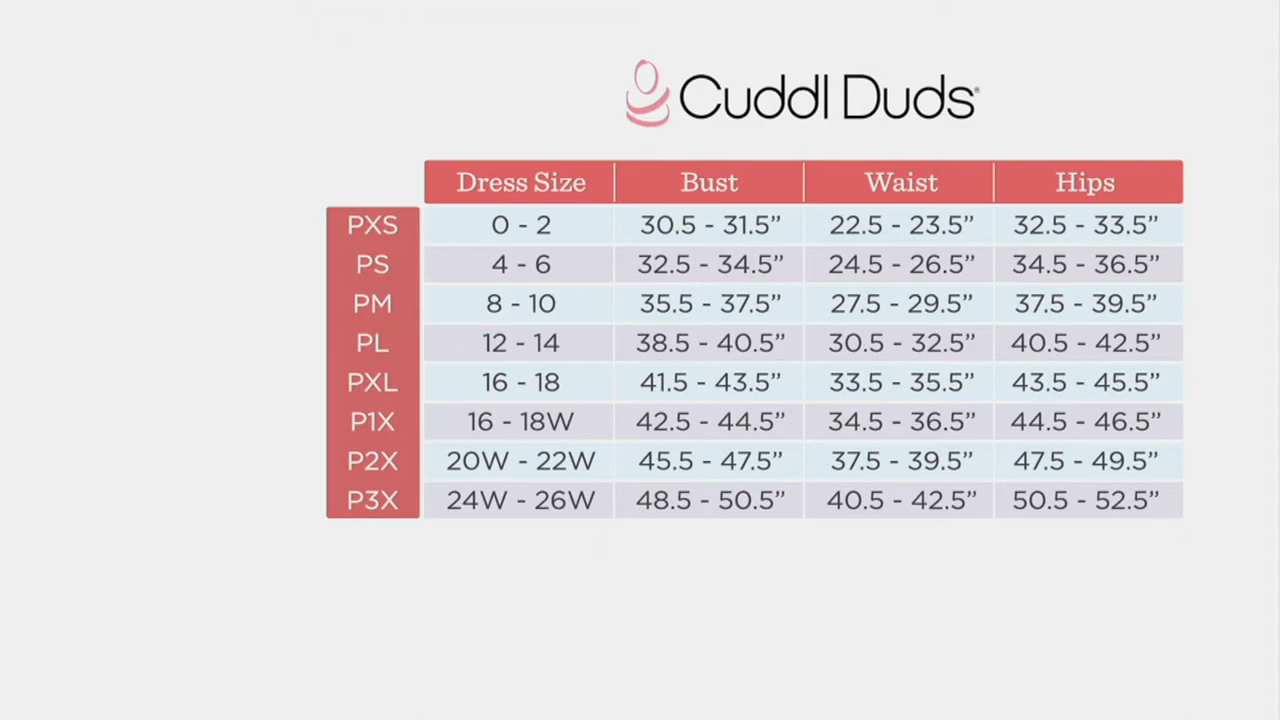 Cuddl Duds®
Dress Size Bust Waist Hips
PXS 0 - 2 30.5 - 31.5” 22.5 - 23.5” 32.5 - 33.5”
PS 4 - 6 32.5 - 34.5” 24.5 - 26.5” 34.5 - 36.5”
PM 8 - 10 35.5 - 37.5” 27.5 - 29.5” 37.5 - 39.5”
PL 12 - 14 38.5 - 40.5” 30.5 - 32.5” 40.5 - 42.5”
PXL 16 - 18 41.5 - 43.5” 33.5 - 35.5” 43.5 - 45.5”
P1X 16 - 18W 42.5 - 44.5” 34.5 - 36.5” 44.5 - 46.5”
P2X 20W - 22W 45.5 - 47.5” 37.5 - 39.5” 47.5 - 49.5”
P3X 24W - 26W 48.5 - 50.5” 40.5 - 42.5” 50.5 - 52.5”